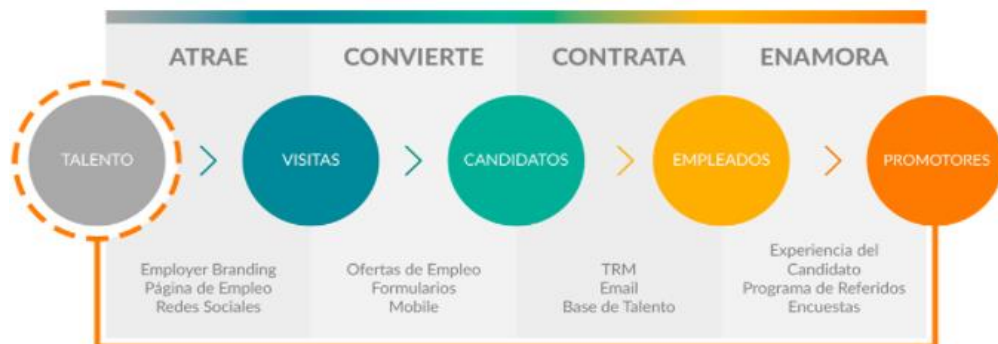 ATRAE
CONVIERTE
CONTRATA
ENAMORA
TALENTO
VISITAS
CANDIDATOS
EMPLEADOS
PROMOTORES
Employer Branding
Página de Empleo
Redes Sociales
Ofertas de Empleo
Formularios
Mobile
TRM
Email
Base de Talento
Experiencia del
Candidato
Programa de Referidos
Encuestas